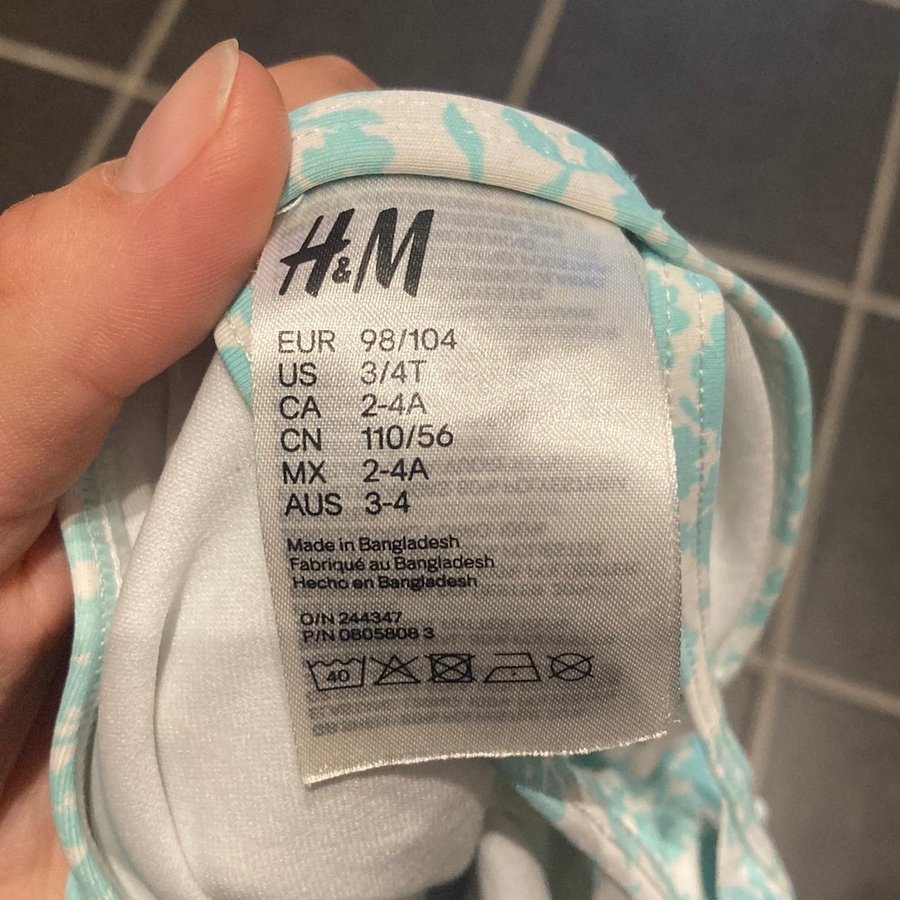 H&M
EUR 98/104
US 3/4T
CA 2-4A
CN 110/56
MX 2-4A
AUS 3-4
Made in Bangladesh
Fabriqué au Bangladesh
Hecho en Bangladesh
O/N 244347
P/N 0805808 3
40